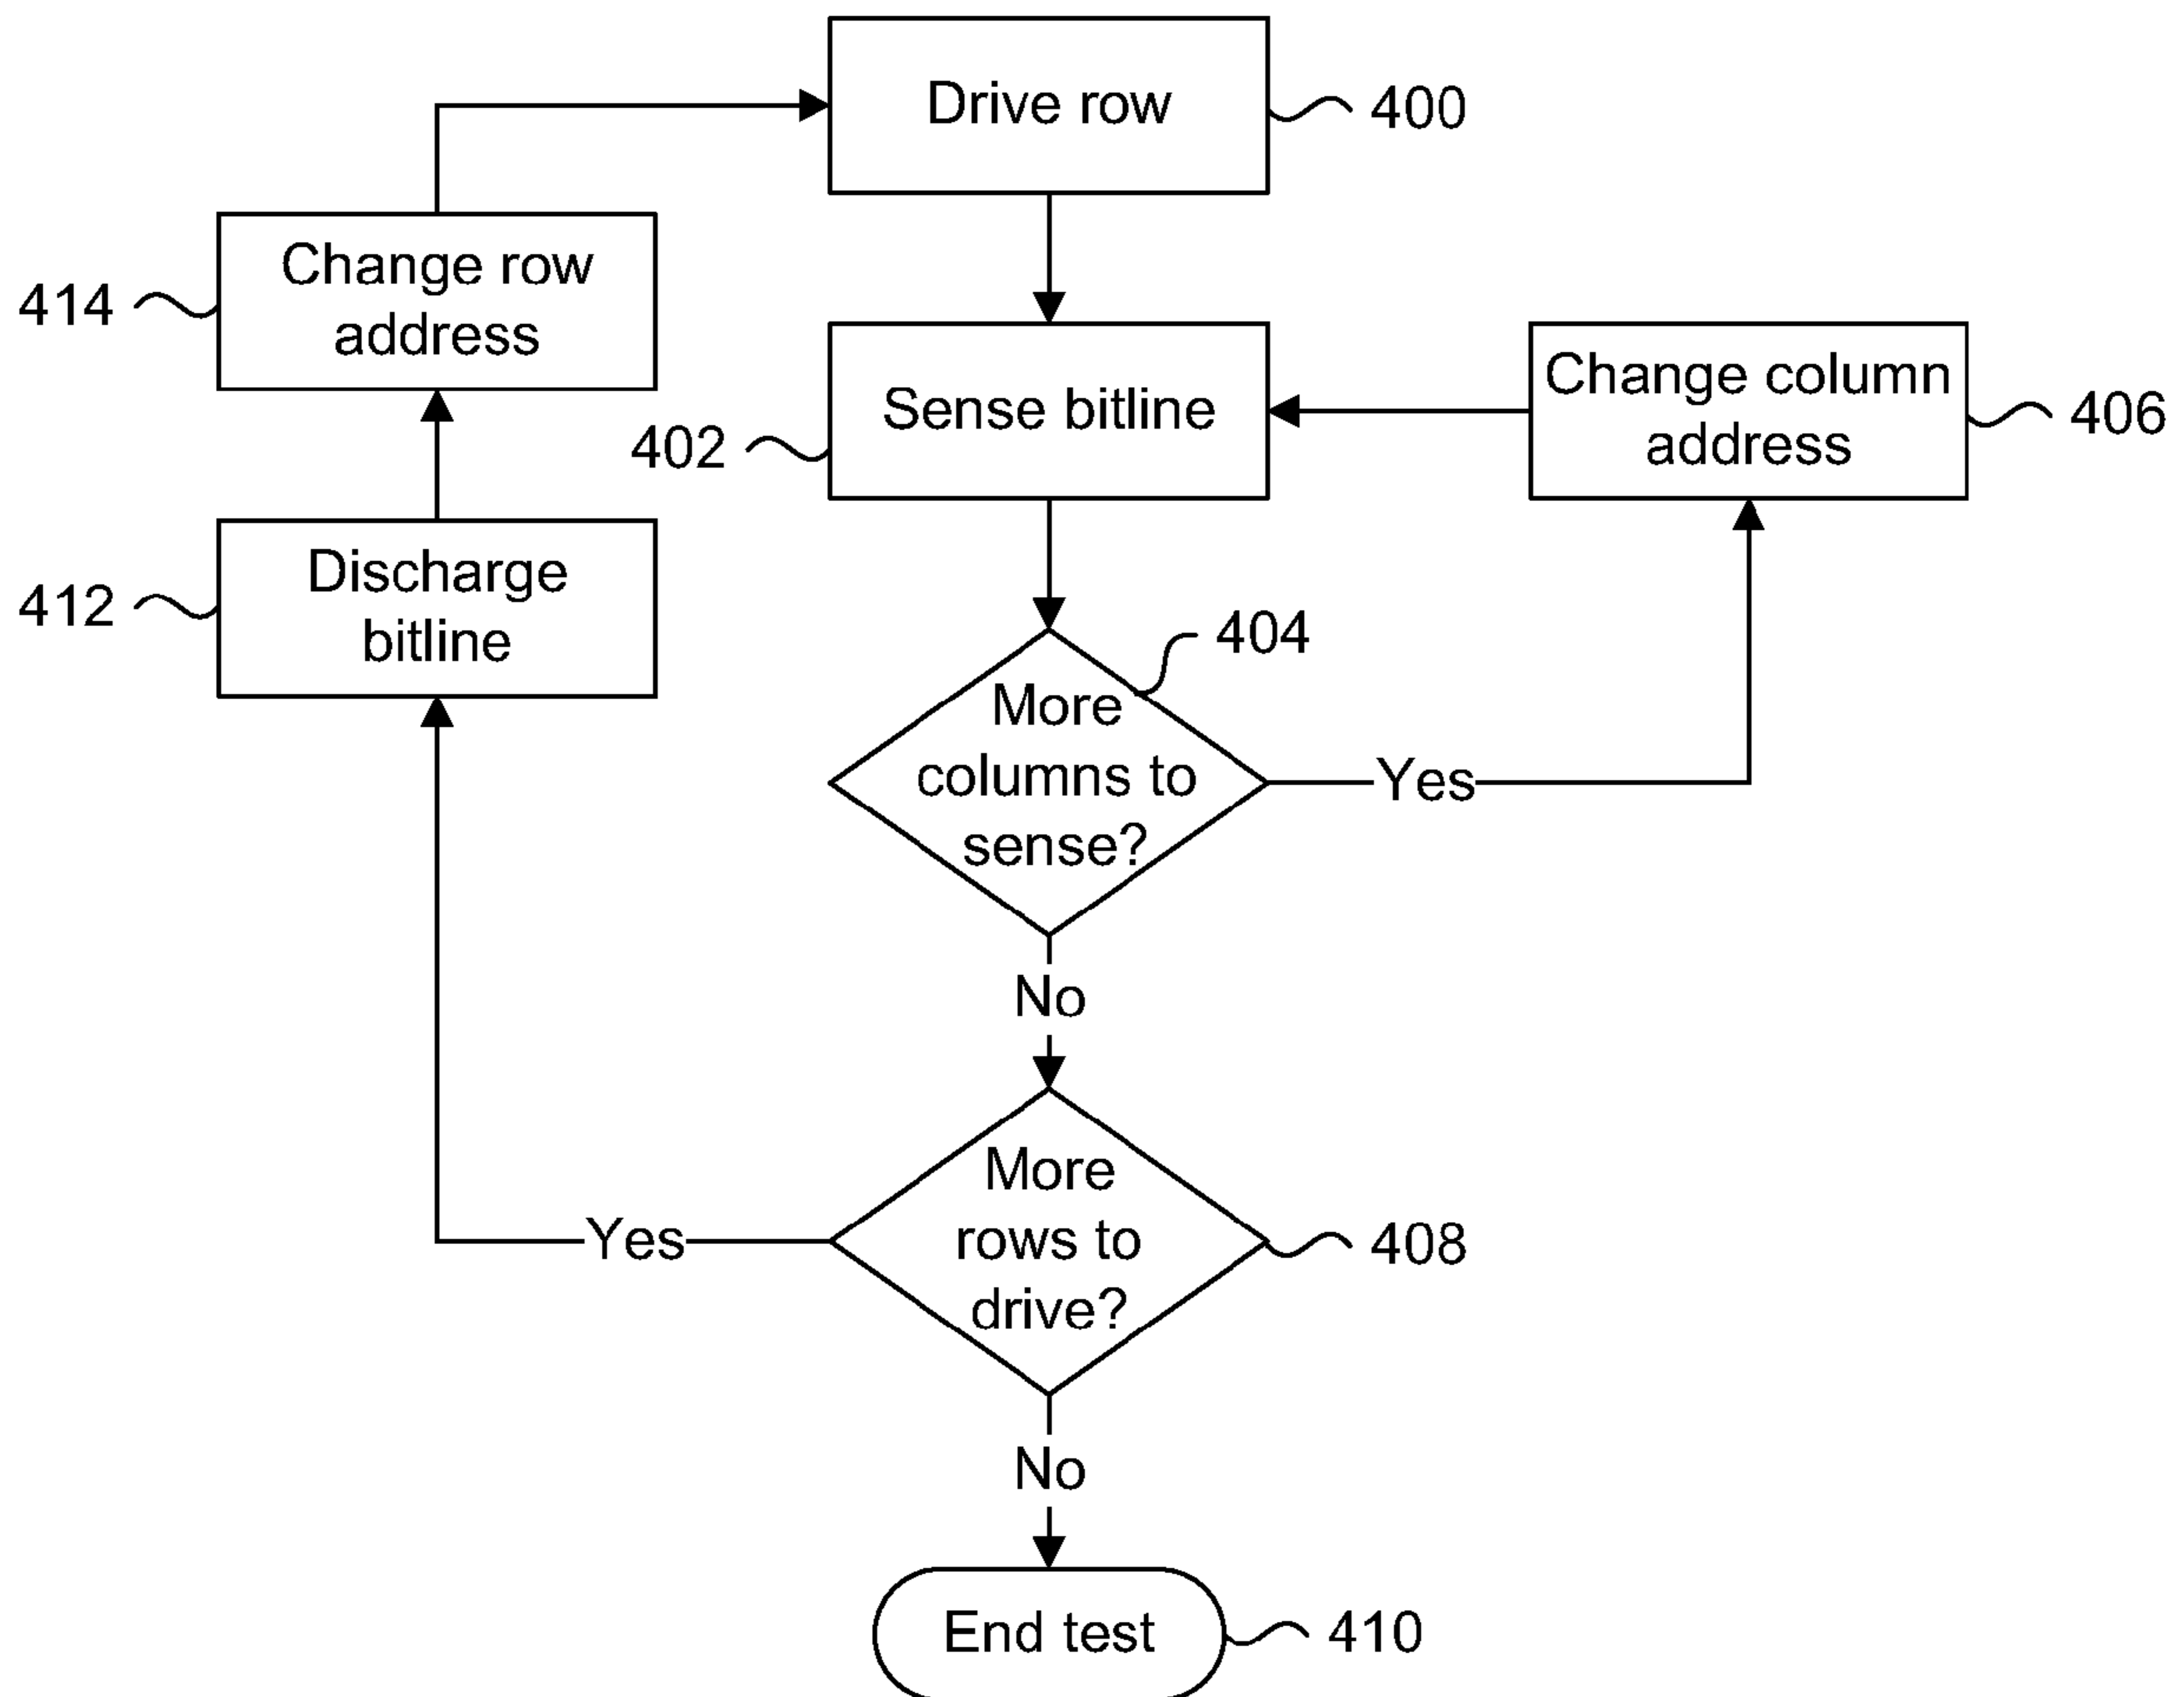 Drive row
400
Change row
address
414
Sense bitline
402
Change column
address
406
Discharge
bitline
412
404
More
columns to
sense?
Yes
No
More
rows to
drive?
408
Yes
No
End test
410